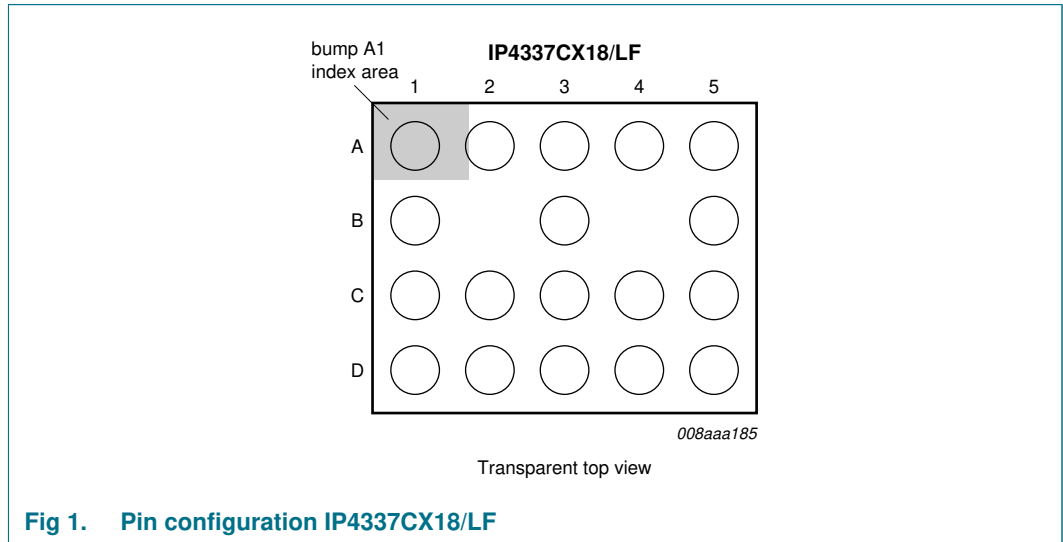 bump A1
index area
IP4337CX18/LF
1 2 3 4 5
A
B
C
D
008aaa185
Transparent top view
Fig 1. Pin configuration IP4337CX18/LF